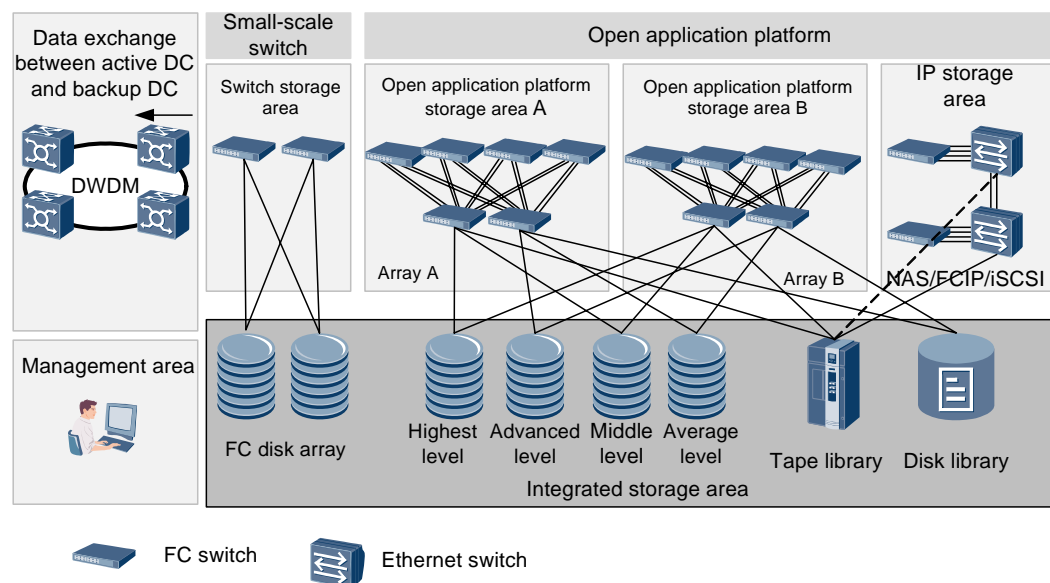 Data exchange
between active DC
and backup DC
DWDM
Small-scale
switch
Open application platform
Switch storage
area
Open application platform
storage area A
Open application platform
storage area B
IP storage
area
Array A
Array B
NAS/FCIP/iSCSI
Management area
FC disk array
Highest
level
Advanced
level
Middle
level
Average
level
Tape library
Disk library
Integrated storage area
FC switch
Ethernet switch